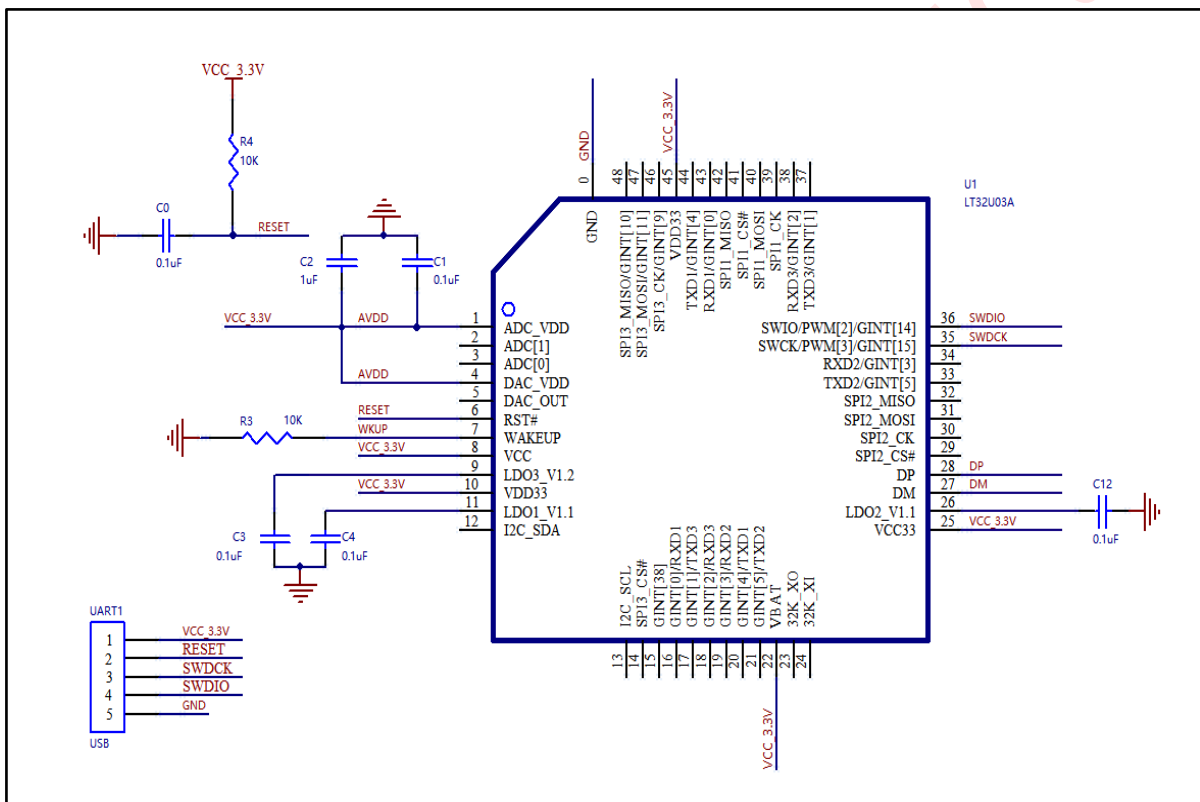 VCC_3.3V
R4
10K
C0
0.1uF
RESET
C2
1uF
C1
0.1uF
VCC_3.3V
AVDD
AVDD
RESET
R3
10K
WKUP
VCC_3.3V
VCC_3.3V
C3
0.1uF
C4
0.1uF
GND
VCC_3.3V
0
48
47
46
45
44
43
42
41
40
39
38
37
GND
SPI3_MISO/GINT[10]
SPI3_MOSI/GINT[11]
SPI3_CK/GINT[9]
VDD33
TXD1/GINT[4]
RXD1/GINT[0]
SPI1_MISO
SPI1_CS#
SPI1_MOSI
SPI1_CK
RXD3/GINT[2]
TXD3/GINT[1]
U1
LT32U03A
1 ADC_VDD
2 ADC[1]
3 ADC[0]
4 DAC_VDD
5 DAC_OUT
6 RST#
7 WAKEUP
8 VCC
9 LDO3_V1.2
10 VDD33
11 LDO1_V1.1
12 I2C_SDA
SWIO/PWM[2]/GINT[14] 36 SWDIO
SWCK/PWM[3]/GINT[15] 35 SWDCK
RXD2/GINT[3] 34
TXD2/GINT[5] 33
SPI2_MISO 32
SPI2_MOSI 31
SPI2_CK 30
SPI2_CS# 29
DP 28 DP
DM 27 DM
LDO2_V1.1 26
VCC33 25 VCC_3.3V
C12
0.1uF
I2C_SCL
SPI3_CS#
GINT[38]
GINT[0]/RXD1
GINT[1]/TXD3
GINT[2]/RXD3
GINT[3]/RXD2
GINT[4]/TXD1
GINT[5]/TXD2
VBAT
32K_XO
32K_XI
13
14
15
16
17
18
19
20
21
22
23
24
VCC_3.3V
UART1
1 VCC_3.3V
2 RESET
3 SWDCK
4 SWDIO
5 GND
USB